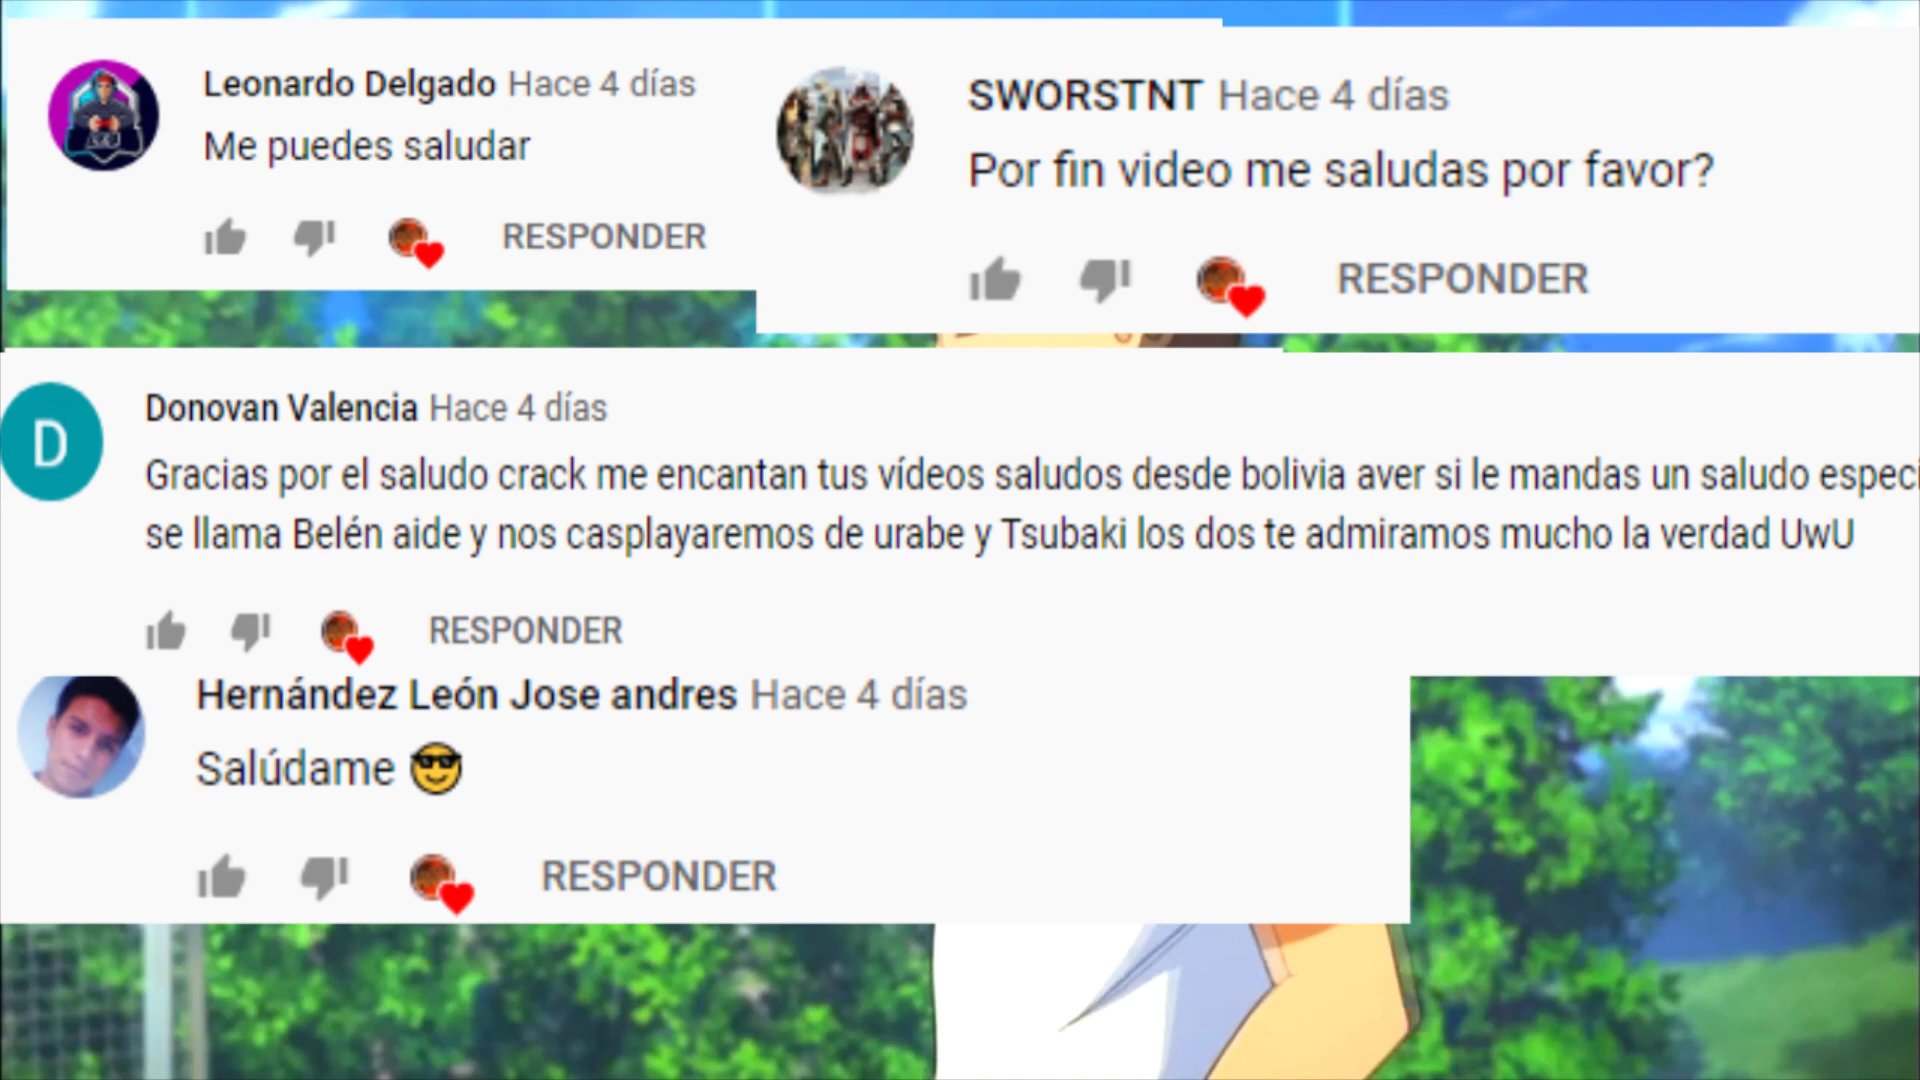 Leonardo Delgado Hace 4 días
Me puedes saludar
RESPONDER
SWORSTNT Hace 4 días
Por fin video me saludas por favor?
RESPONDER
D
Donovan Valencia Hace 4 días
Gracias por el saludo crack me encantan tus vídeos saludos desde bolivia aver si le mandas un saludo especi
se llama Belén aide y nos casplayaremos de urabe y Tsubaki los dos te admiramos mucho la verdad UwU
RESPONDER
Hernández León Jose andres Hace 4 días
Salúdame 😎
RESPONDER